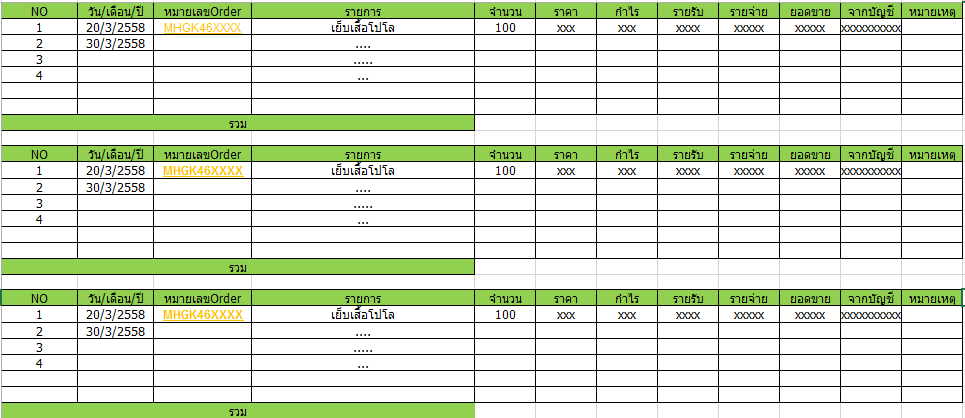 NO วัน/เดือน/ปี หมายเลขOrder รายการ จำนวน ราคา กำไร รายรับ รายจ่าย ยอดขาย จากบัญชี หมายเหตุ
1 20/3/2558 MHGK46XXXX เย็บเสื้อโปโล 100 xxx xxx xxxx xxxxx xxxxx xxxxxxxxxx
2 30/3/2558 ....
3 .....
4 ...
รวม
NO วัน/เดือน/ปี หมายเลขOrder รายการ จำนวน ราคา กำไร รายรับ รายจ่าย ยอดขาย จากบัญชี หมายเหตุ
1 20/3/2558 MHGK46XXXX เย็บเสื้อโปโล 100 xxx xxx xxxx xxxxx xxxxx xxxxxxxxxx
2 30/3/2558 ....
3 .....
4 ...
รวม
NO วัน/เดือน/ปี หมายเลขOrder รายการ จำนวน ราคา กำไร รายรับ รายจ่าย ยอดขาย จากบัญชี หมายเหตุ
1 20/3/2558 MHGK46XXXX เย็บเสื้อโปโล 100 xxx xxx xxxx xxxxx xxxxx xxxxxxxxxx
2 30/3/2558 ....
3 .....
4 ...
รวม